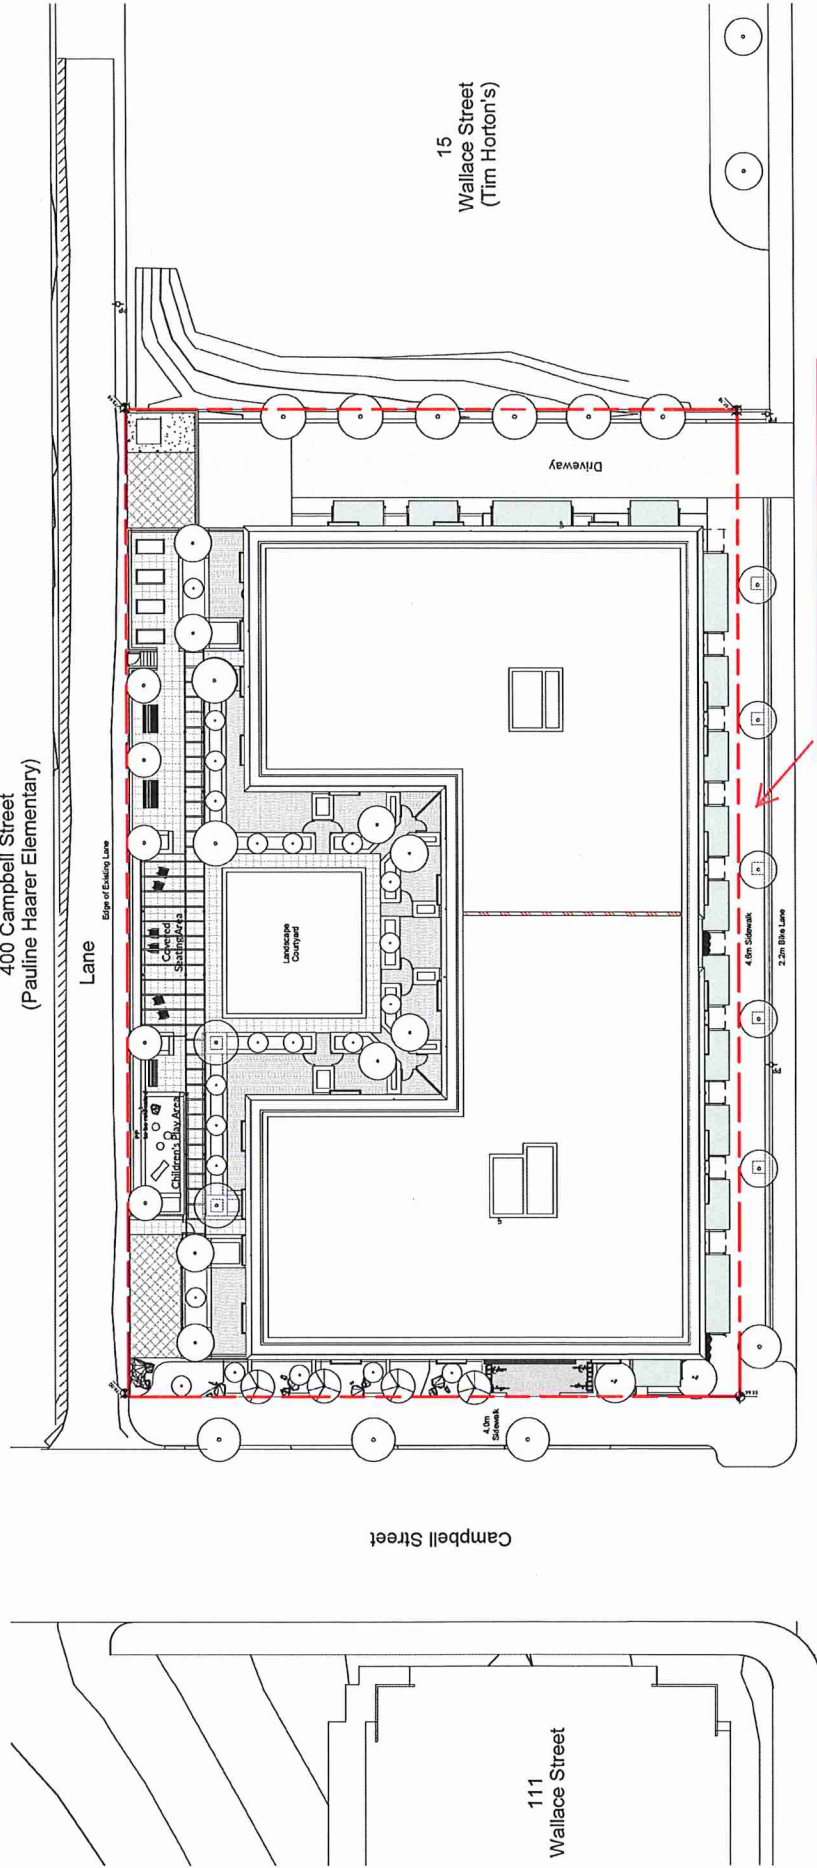 400 Campbell Street
(Pauline Haarer Elementary)
Lane
Edge of Existing Lane
15
Wallace Street
(Tim Horton's)
Driveway
Covered
Seating Area
Landscape
Courtyard
Children's Play Area
4.6m Sidewalk
2.2m Bike Lane
4.0m
Sidewalk
Campbell Street
111
Wallace Street